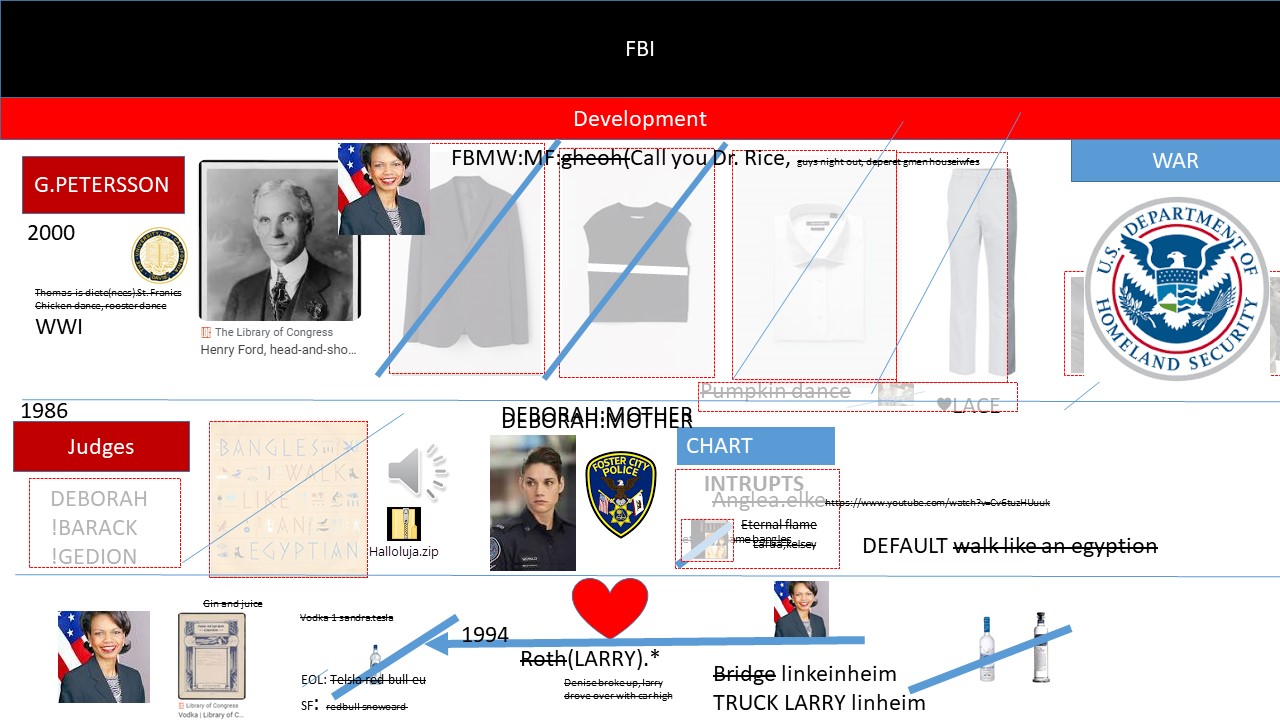 FBI
Development
FBMW:MF:gheoh(Call you Dr. Rice, guys night out, deperet gmen houseiwfes
WAR
G.PETERSSON
2000
Thomas is diete(nees).St. Franics
Chicken dance, rooster dance
WWI
The Library of Congress
Henry Ford, head-and-sho...
U.S. DEPARTMENT OF
HOMELAND SECURITY
Pumpkin dance
♥LACE
1986
DEBORAH:MOTHER
DEBORAH:MOTHER
Judges
DEBORAH
!BARACK
!GEDION
BANGLES
WALK
LIKE
AN
EGYPTIAN
Halloluja.zip
FOSTER CITY
POLICE
CHART
INTRUPTS
Anglea.elke https://www.youtube.com/watch?v=Cv6tuzHUuuk
Eternal flame
me bangles
Carba,kelsey
DEFAULT walk like an egyption
Gin and juice
Library of Congress
Vodka | Library of C...
Vodka 1 sandra.tesla
EOL: Telsla red bull eu
SF: redbull snowoard
1994
Roth(LARRY).*
Denise broke up, larry
drove over with car high
Bridge linkeinheim
TRUCK LARRY linheim